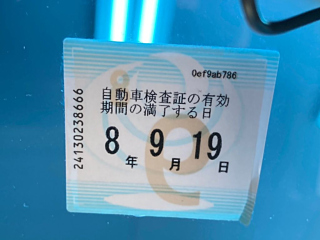 0ef9ab786
自動車検査証の有効
期間の満了する日
8年9月19日
24130238666
9